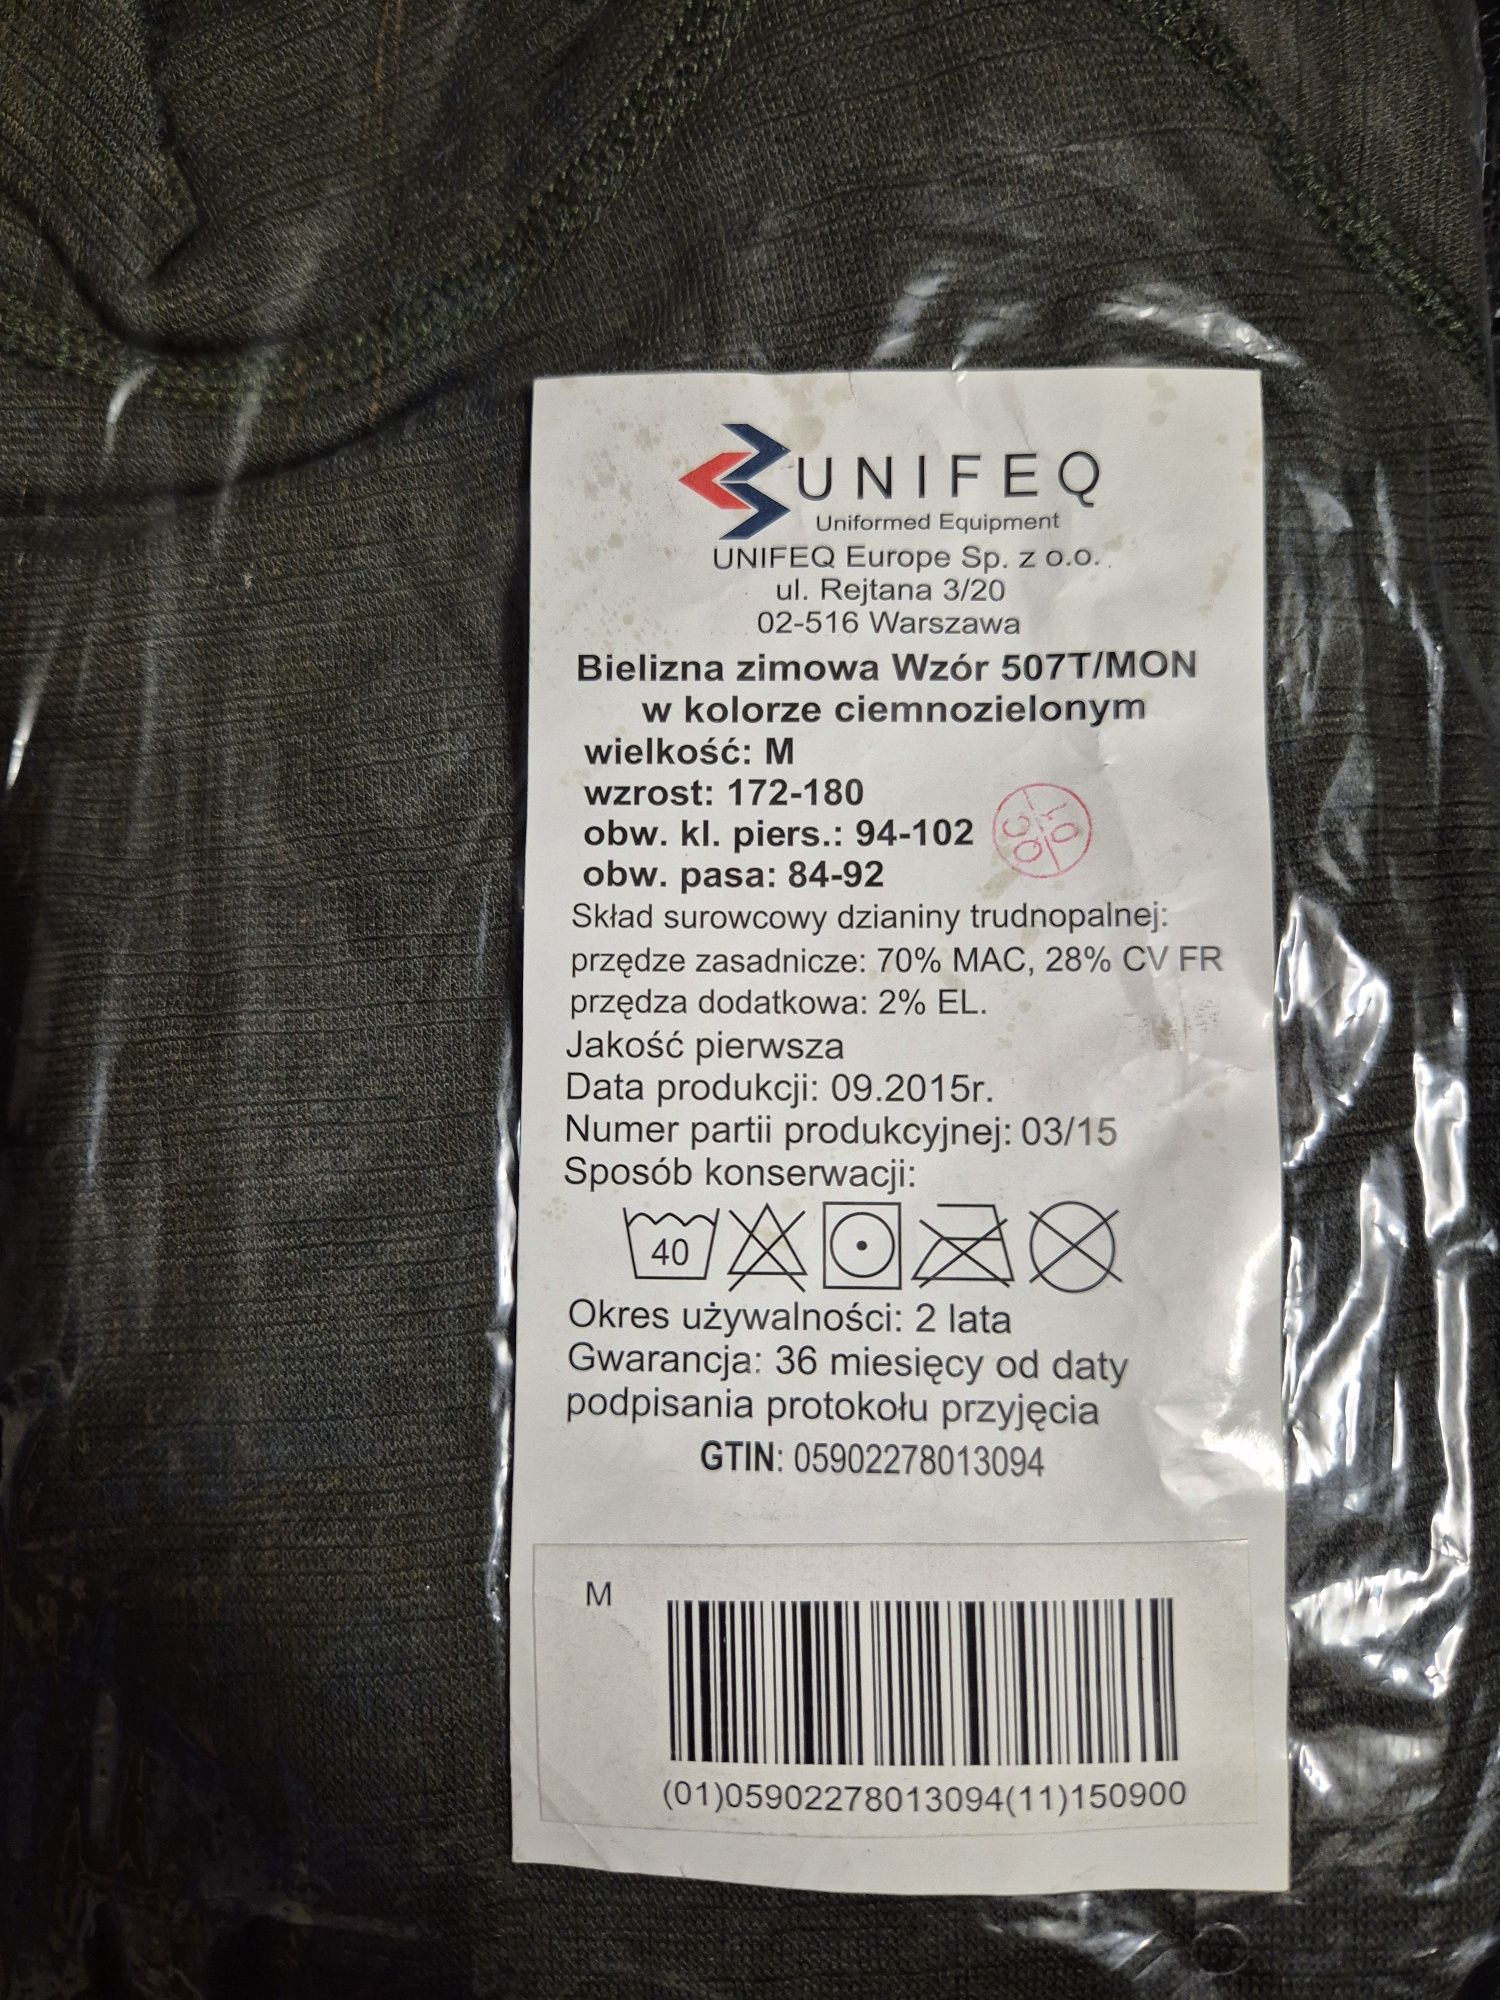 UNIFEQ
Uniformed Equipment
UNIFEQ Europe Sp. z o.o.
ul. Rejtana 3/20
02-516 Warszawa
Bielizna zimowa Wzór 507T/MON
w kolorze ciemnozielonym
wielkość: M
wzrost: 172-180
obw. kl. piers.: 94-102
obw. pasa: 84-92
Skład surowcowy dzianiny trudnopalnej:
przędze zasadnicze: 70% MAC, 28% CV FR
przędza dodatkowa: 2% EL.
Jakość pierwsza
Data produkcji: 09.2015r.
Numer partii produkcyjnej: 03/15
Sposób konserwacji:
40
Okres używalności: 2 lata
Gwarancja: 36 miesięcy od daty
podpisania protokołu przyjęcia
GTIN: 05902278013094
M
(01)05902278013094(11)150900